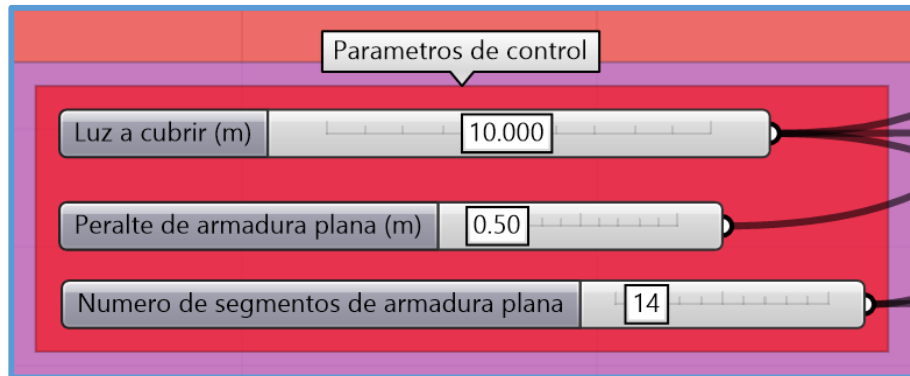 Parametros de control
Luz a cubrir (m) 10.000
Peralte de armadura plana (m) 0.50
Numero de segmentos de armadura plana 14